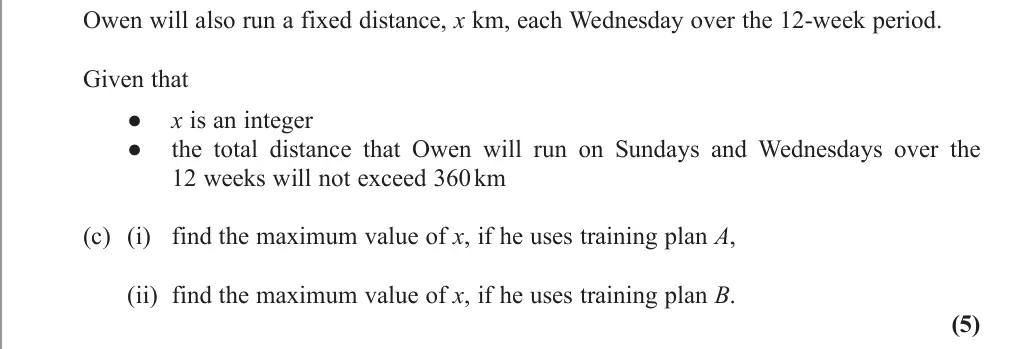 Owen will also run a fixed distance, x km, each Wednesday over the 12-week period.
Given that
● x is an integer
● the total distance that Owen will run on Sundays and Wednesdays over the
12 weeks will not exceed 360 km
(c) (i) find the maximum value of x, if he uses training plan A,
(ii) find the maximum value of x, if he uses training plan B.
(5)